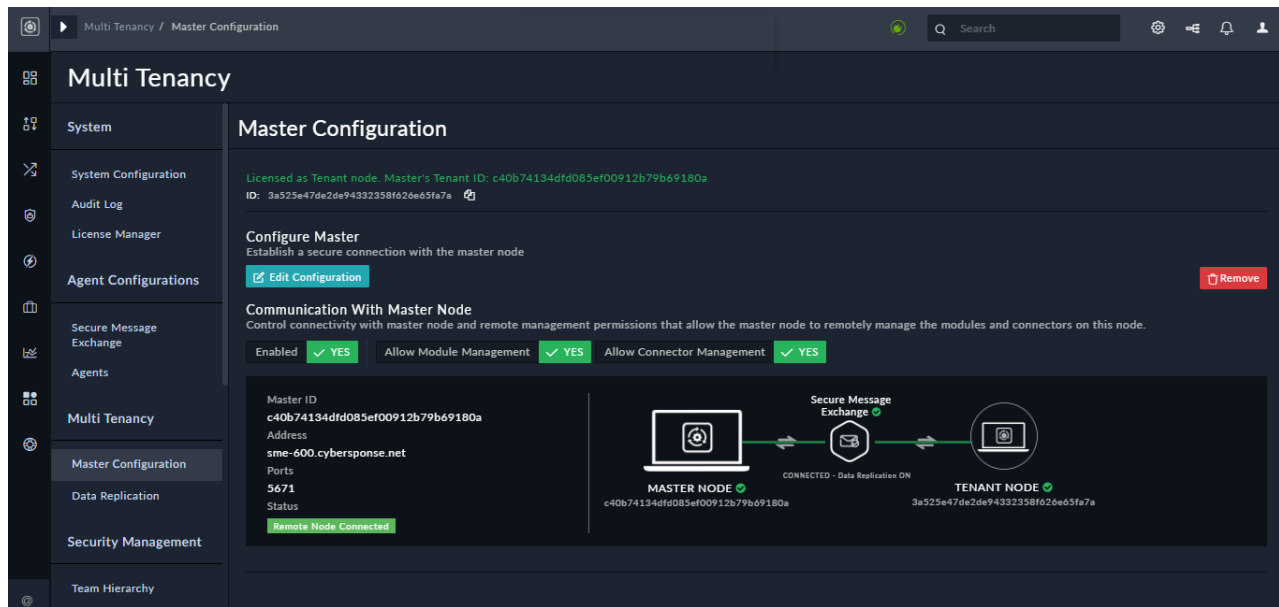 Multi Tenancy / Master Configuration
Search
Multi Tenancy
System
System Configuration
Audit Log
License Manager
Agent Configurations
Secure Message
Exchange
Agents
Multi Tenancy
Master Configuration
Data Replication
Security Management
Team Hierarchy
@
Master Configuration
Licensed as Tenant node. Master's Tenant ID: c40b74134dfd085ef00912b79b69180a
ID: 3a525e47de2de94332358f626e65fa7a
Configure Master
Establish a secure connection with the master node
Edit Configuration
Remove
Communication With Master Node
Control connectivity with master node and remote management permissions that allow the master node to remotely manage the modules and connectors on this node.
Enabled YES Allow Module Management YES Allow Connector Management YES
Master ID
c40b74134dfd085ef00912b79b69180a
Address
sme-600.cybersponse.net
Ports
5671
Status
Remote Node Connected
Secure Message
Exchange
CONNECTED - Data Replication ON
MASTER NODE
c40b74134dfd085ef00912b79b69180a
TENANT NODE
3a525e47de2de94332358f626e65fa7a